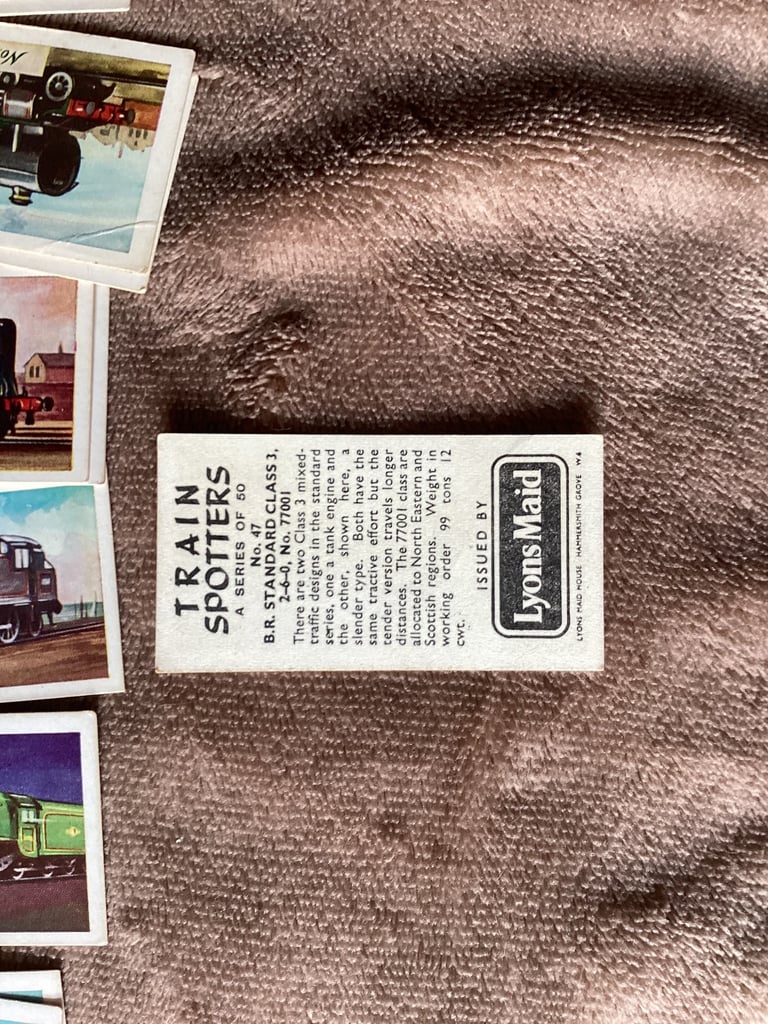 TRAIN
SPOTTERS
A SERIES OF 50
No. 47
B.R. STANDARD CLASS 3,
2-6-0, No. 77001
There are two Class 3 mixed-
traffic designs in the standard
series, one a tank engine and
the other, shown here, a
slender type. Both have the
same tractive effort but the
tender version travels longer
distances. The 77001 class are
allocated to North Eastern and
Scottish regions. Weight in
working order 99 tons 12
cwt.
ISSUED BY
Lyons Maid
LYONS MAID HOUSE HAMMERSMITH GROVE W6
No